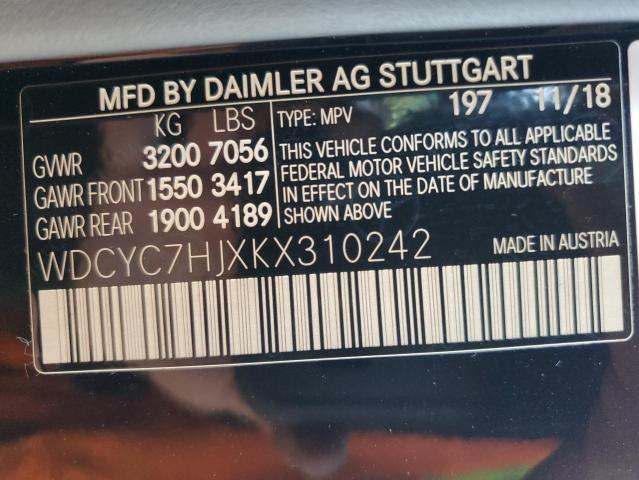 MFD BY DAIMLER AG STUTTGART
KG LBS TYPE: MPV 197 11/18
GVWR 3200 7056 THIS VEHICLE CONFORMS TO ALL APPLICABLE
GAWR FRONT 1550 3417 FEDERAL MOTOR VEHICLE SAFETY STANDARDS
GAWR REAR 1900 4189 IN EFFECT ON THE DATE OF MANUFACTURE
SHOWN ABOVE
WDCYC7HJXKX310242 MADE IN AUSTRIA